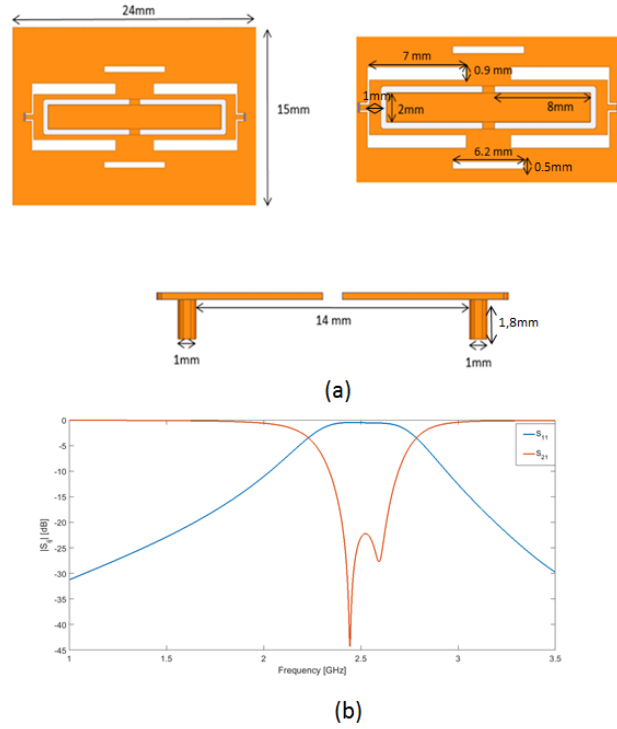 24mm
15mm
7 mm
0.9 mm
1mm
2mm
8mm
6.2 mm
0.5mm
14 mm
1,8mm
1mm
1mm
(a)
|S_ij| [dB]
0
-5
-10
-15
-20
-25
-30
-35
-40
-45
S_11
S_21
1
1.5
2
2.5
3
3.5
Frequency [GHz]
(b)